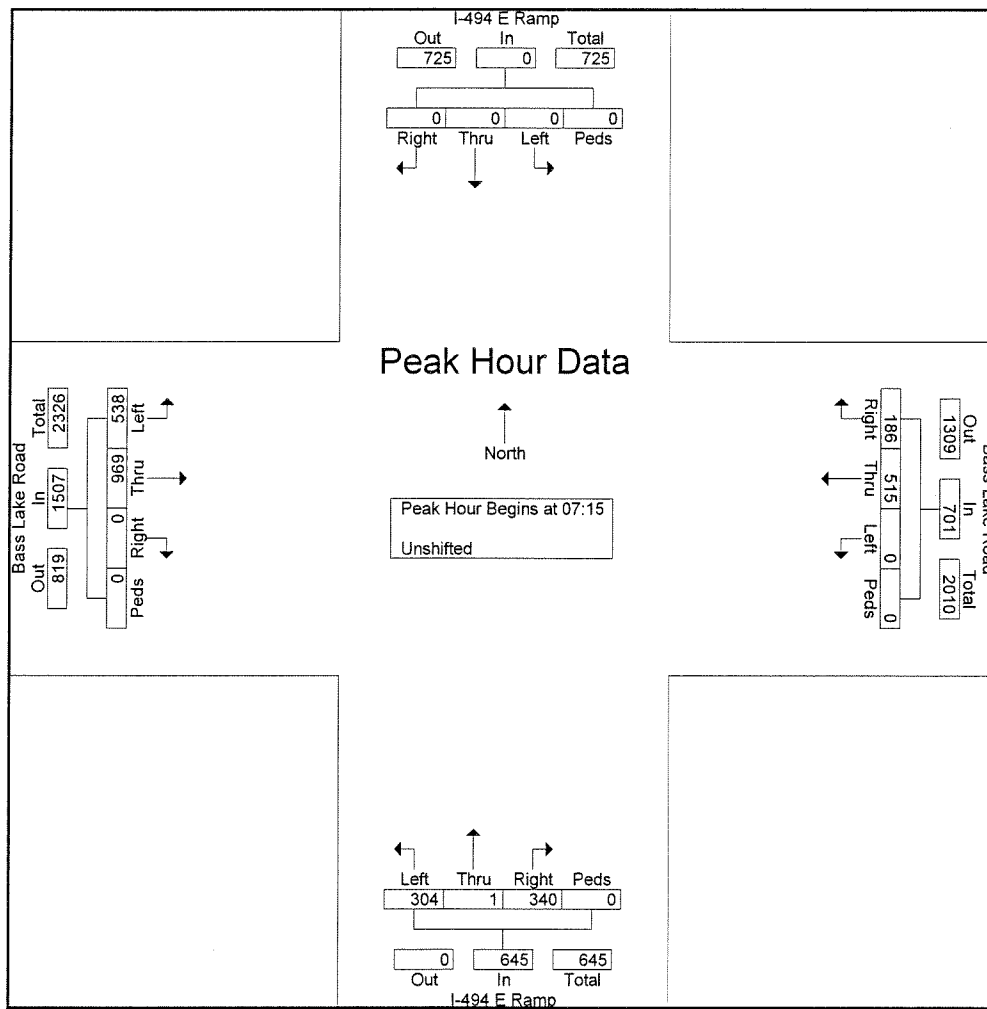 I-494 E Ramp
Out In Total
725 0 725
0 0 0 0
Right Thru Left Peds
Peak Hour Data
North
Peak Hour Begins at 07:15
Unshifted
Bass Lake Road
Out In Total
819 1507 2326
0 0 969 538
Peds Right Thru Left
Right Thru Left Peds
186 515 0 0
Out In Total
1309 701 2010
Bass Lake Road
Left Thru Right Peds
304 1 340 0
0 645 645
Out In Total
I-494 E Ramp